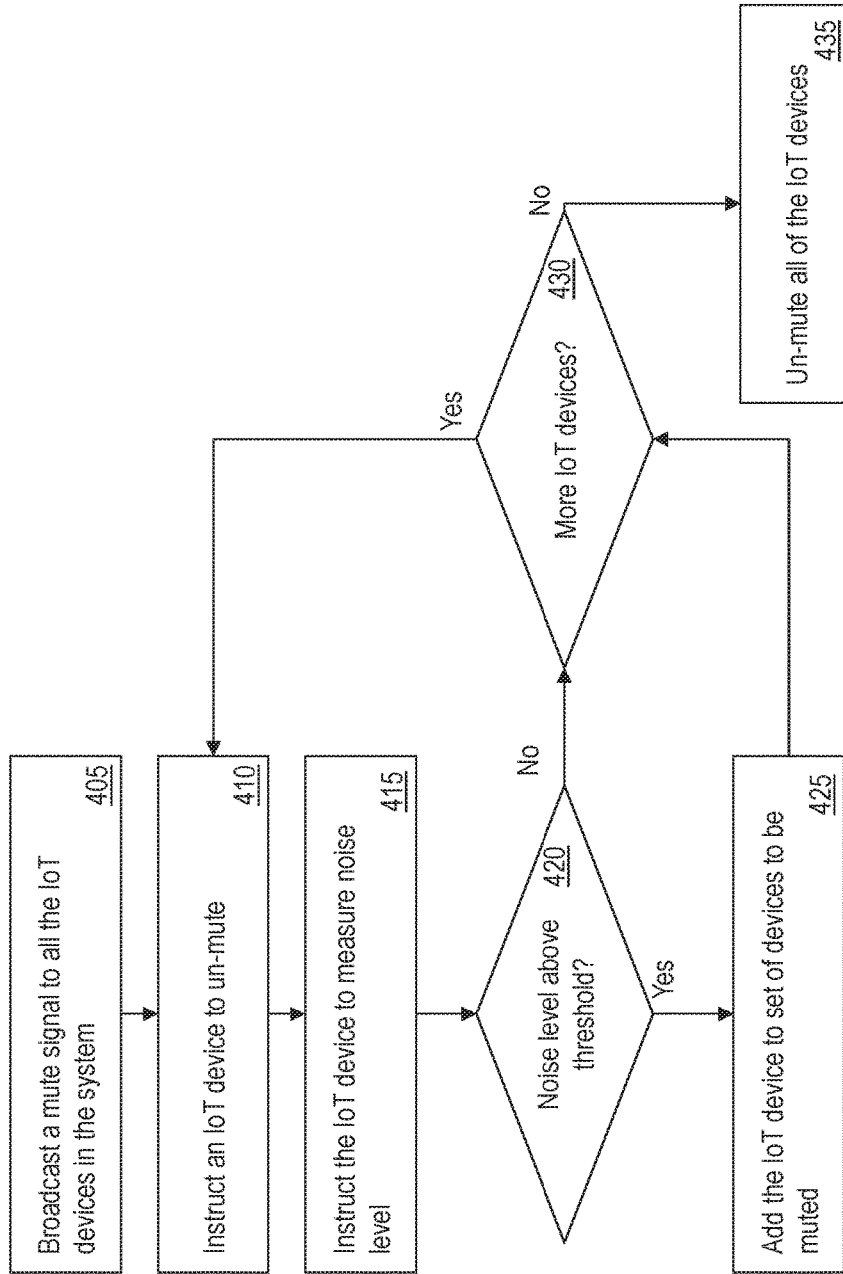 Broadcast a mute signal to all the IoT
devices in the system
405
Instruct an IoT device to un-mute
410
Instruct the IoT device to measure noise
level
415
Noise level above
threshold?
420
No
Yes
Add the IoT device to set of devices to be
muted
425
More IoT devices?
430
Yes
No
Un-mute all of the IoT devices
435